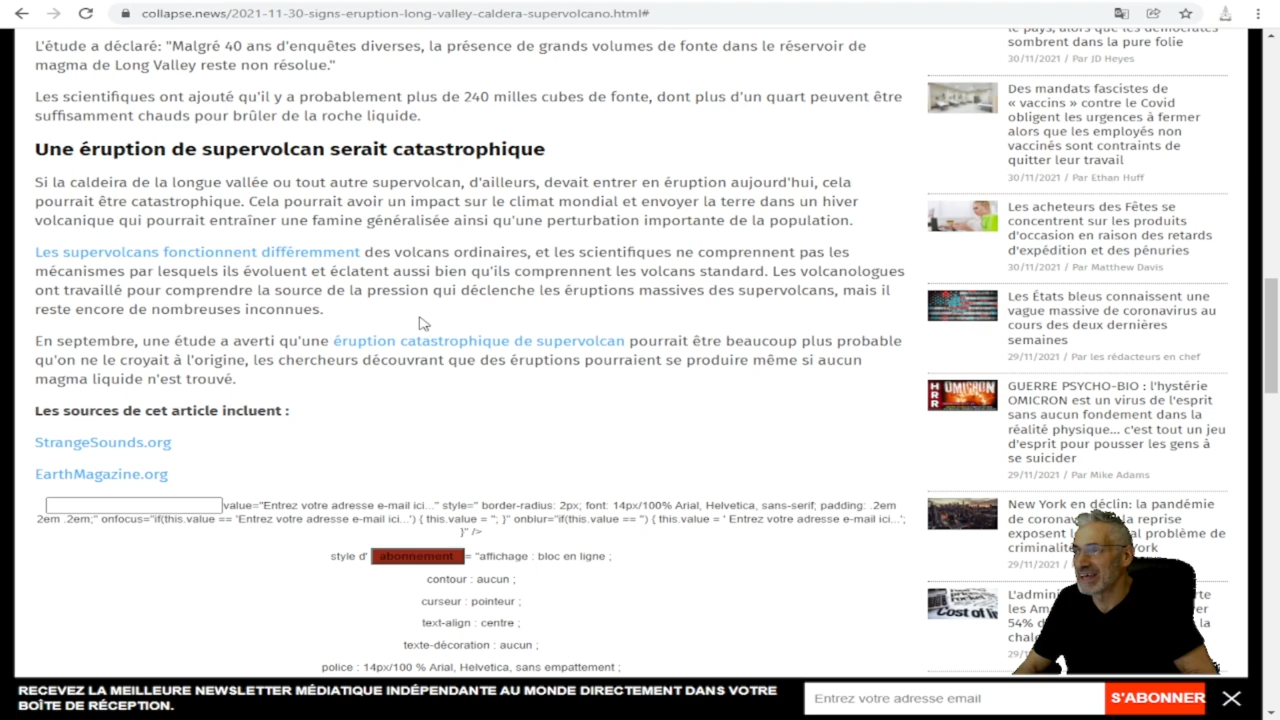 collapse.news/2021-11-30-signs-eruption-long-valley-caldera-supervolcano.html#
L'étude a déclaré: "Malgré 40 ans d'enquêtes diverses, la présence de grands volumes de fonte dans le réservoir de
magma de Long Valley reste non résolue."
Les scientifiques ont ajouté qu'il y a probablement plus de 240 milles cubes de fonte, dont plus d'un quart peuvent être
suffisamment chauds pour brûler de la roche liquide.
Une éruption de supervolcan serait catastrophique
Si la caldeira de la longue vallée ou tout autre supervolcan, d'ailleurs, devait entrer en éruption aujourd'hui, cela
pourrait être catastrophique. Cela pourrait avoir un impact sur le climat mondial et envoyer la terre dans un hiver
volcanique qui pourrait entraîner une famine généralisée ainsi qu'une perturbation importante de la population.
Les supervolcans fonctionnent différemment des volcans ordinaires, et les scientifiques ne comprennent pas les
mécanismes par lesquels ils évoluent et éclatent aussi bien qu'ils comprennent les volcans standard. Les volcanologues
ont travaillé pour comprendre la source de la pression qui déclenche les éruptions massives des supervolcans, mais il
reste encore de nombreuses inconnues.
En septembre, une étude a averti qu'une éruption catastrophique de supervolcan pourrait être beaucoup plus probable
qu'on ne le croyait à l'origine, les chercheurs découvrant que des éruptions pourraient se produire même si aucun
magma liquide n'est trouvé.
Les sources de cet article incluent :
StrangeSounds.org
EarthMagazine.org
value="Entrez votre adresse e-mail ici..." style=" border-radius: 2px; font: 14px/100% Arial, Helvetica, sans-serif; padding: .2em
2em .2em;" onfocus="if(this.value == 'Entrez votre adresse e-mail ici...') { this.value = ''; }" onblur="if(this.value == '') { this.value = ' Entrez votre adresse e-mail ici...';
}" />
style d' abonnement = "affichage : bloc en ligne ;
contour : aucun ;
curseur : pointeur ;
text-align : centre ;
texte-décoration : aucun ;
police : 14px/100 % Arial, Helvetica, sans empattement ;
le pays, alors que les démocrates
sombrent dans la pure folie
30/11/2021 / Par JD Heyes
Des mandats fascistes de
« vaccins » contre le Covid
obligent les urgences à fermer
alors que les employés non
vaccinés sont contraints de
quitter leur travail
30/11/2021 / Par Ethan Huff
Les acheteurs des Fêtes se
concentrent sur les produits
d'occasion en raison des retards
d'expédition et des pénuries
30/11/2021 / Par Matthew Davis
Les États bleus connaissent une
vague massive de coronavirus au
cours des deux dernières
semaines
29/11/2021 / Par les rédacteurs en chef
HRR OMICRON
GUERRE PSYCHO-BIO : l'hystérie
OMICRON est un virus de l'esprit
sans aucun fondement dans la
réalité physique... c'est tout un jeu
d'esprit pour pousser les gens à
se suicider
29/11/2021 / Par Mike Adams
New York en déclin: la pandémie
de la reprise
exposent problème de
29/11
Cost of
54%
RECEVEZ LA MEILLEURE NEWSLETTER MÉDIATIQUE INDÉPENDANTE AU MONDE DIRECTEMENT DANS VOTRE
BOÎTE DE RÉCEPTION.
Entrez votre adresse email
S'ABONNER